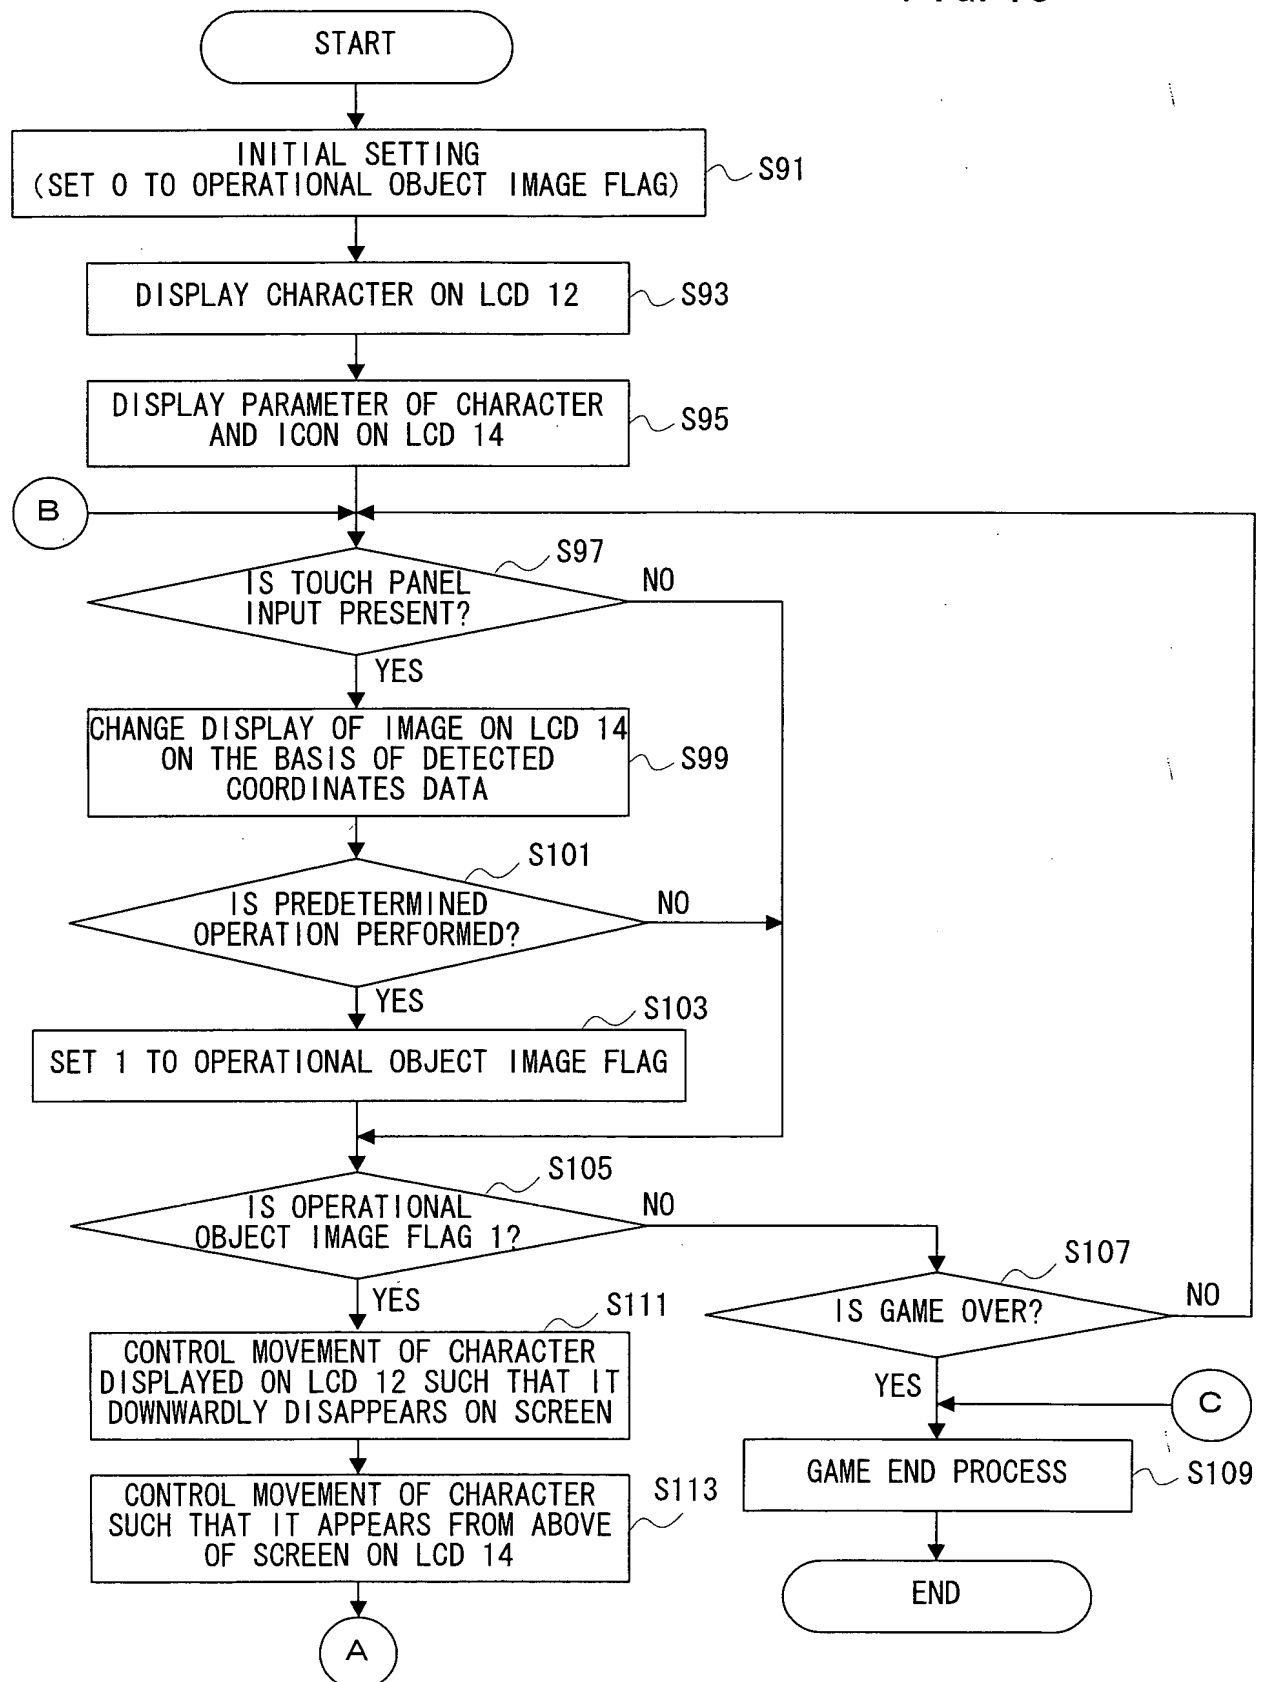 START
INITIAL SETTING
(SET 0 TO OPERATIONAL OBJECT IMAGE FLAG)
S91
DISPLAY CHARACTER ON LCD 12
S93
DISPLAY PARAMETER OF CHARACTER
AND ICON ON LCD 14
S95
B
S97
IS TOUCH PANEL
INPUT PRESENT?
NO
YES
CHANGE DISPLAY OF IMAGE ON LCD 14
ON THE BASIS OF DETECTED
COORDINATES DATA
S99
S101
IS PREDETERMINED
OPERATION PERFORMED?
NO
YES
S103
SET 1 TO OPERATIONAL OBJECT IMAGE FLAG
S105
IS OPERATIONAL
OBJECT IMAGE FLAG 1?
NO
YES
S107
IS GAME OVER?
NO
YES
C
S111
CONTROL MOVEMENT OF CHARACTER
DISPLAYED ON LCD 12 SUCH THAT IT
DOWNWARDLY DISAPPEARS ON SCREEN
GAME END PROCESS
S109
S113
CONTROL MOVEMENT OF CHARACTER
SUCH THAT IT APPEARS FROM ABOVE
OF SCREEN ON LCD 14
END
A